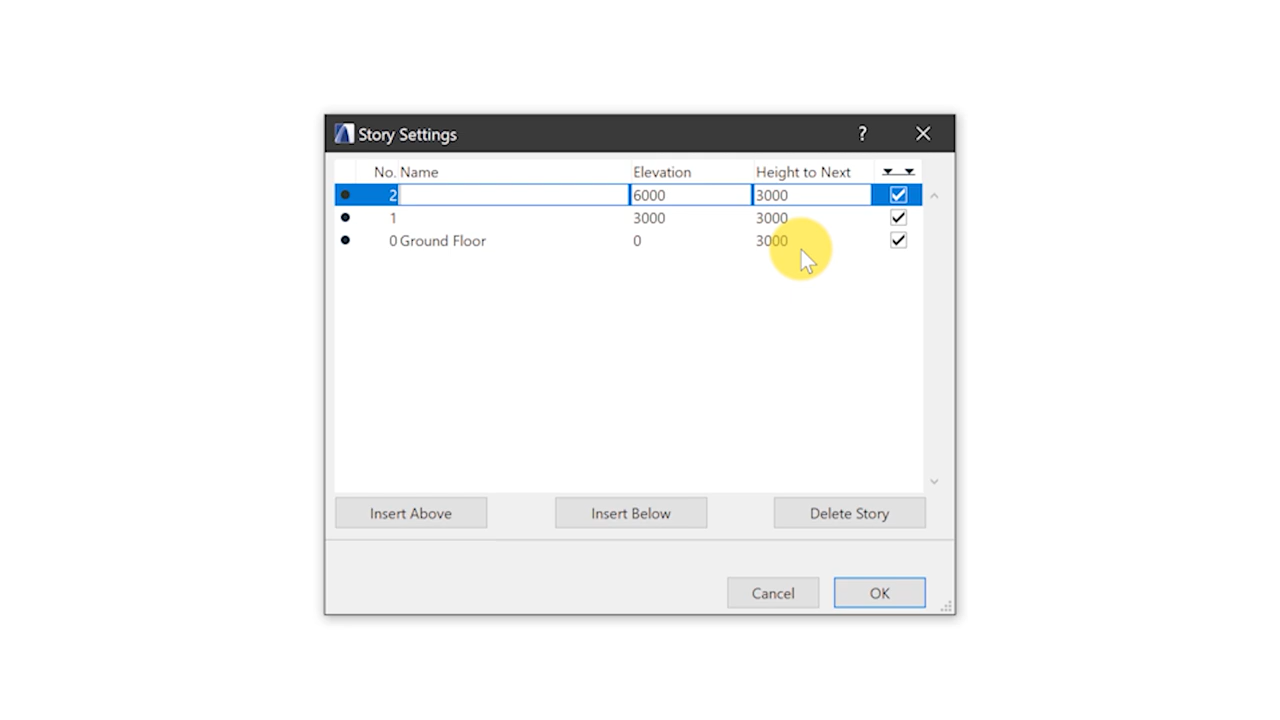 Story Settings ?
No. Name Elevation Height to Next
2 6000 3000
1 3000 3000
0 Ground Floor 0 3000
Insert Above Insert Below Delete Story
Cancel OK